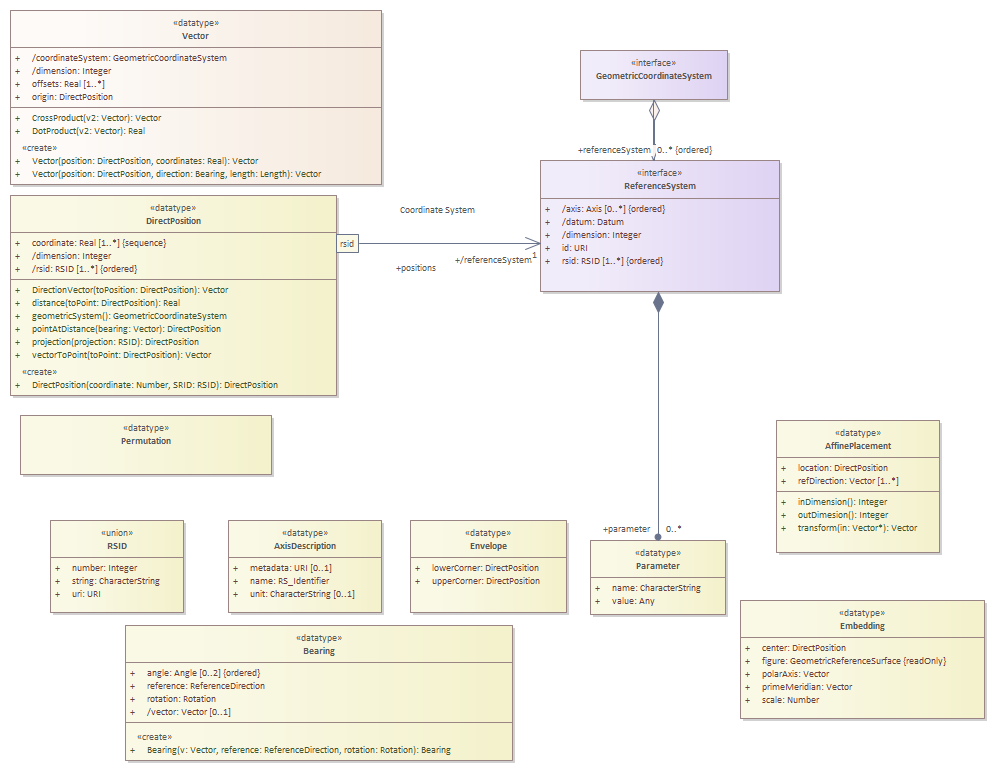 «datatype»
Vector
+ /coordinateSystem: GeometricCoordinateSystem
+ /dimension: Integer
+ offsets: Real [1..*]
+ origin: DirectPosition
+ CrossProduct(v2: Vector): Vector
+ DotProduct(v2: Vector): Real
«create»
+ Vector(position: DirectPosition, coordinates: Real): Vector
+ Vector(position: DirectPosition, direction: Bearing, length: Length): Vector
«interface»
GeometricCoordinateSystem
+referenceSystem 0..* {ordered}
«interface»
ReferenceSystem
+ /axis: Axis [0..*] {ordered}
+ /datum: Datum
+ /dimension: Integer
+ id: URI
+ rsid: RSID [1..*] {ordered}
«datatype»
DirectPosition
+ coordinate: Real [1..*] {sequence}
+ /dimension: Integer
+ /rsid: RSID [1..*] {ordered}
+ DirectionVector(toPosition: DirectPosition): Vector
+ distance(toPoint: DirectPosition): Real
+ geometricSystem(): GeometricCoordinateSystem
+ pointAtDistance(bearing: Vector): DirectPosition
+ projection(projection: RSID): DirectPosition
+ vectorToPoint(toPoint: DirectPosition): Vector
«create»
+ DirectPosition(coordinate: Number, SRID: RSID): DirectPosition
rsid
Coordinate System
+positions
+/referenceSystem 1
«datatype»
Permutation
«datatype»
AffinePlacement
+ location: DirectPosition
+ refDirection: Vector [1..*]
+ inDimension(): Integer
+ outDimesion(): Integer
+ transform(in: Vector*): Vector
«union»
RSID
+ number: Integer
+ string: CharacterString
+ uri: URI
«datatype»
AxisDescription
+ metadata: URI [0..1]
+ name: RS_Identifier
+ unit: CharacterString [0..1]
«datatype»
Envelope
+ lowerCorner: DirectPosition
+ upperCorner: DirectPosition
+parameter 0..*
«datatype»
Parameter
+ name: CharacterString
+ value: Any
«datatype»
Embedding
+ center: DirectPosition
+ figure: GeometricReferenceSurface {readOnly}
+ polarAxis: Vector
+ primeMeridian: Vector
+ scale: Number
«datatype»
Bearing
+ angle: Angle [0..2] {ordered}
+ reference: ReferenceDirection
+ rotation: Rotation
+ /vector: Vector [0..1]
«create»
+ Bearing(v: Vector, reference: ReferenceDirection, rotation: Rotation): Bearing